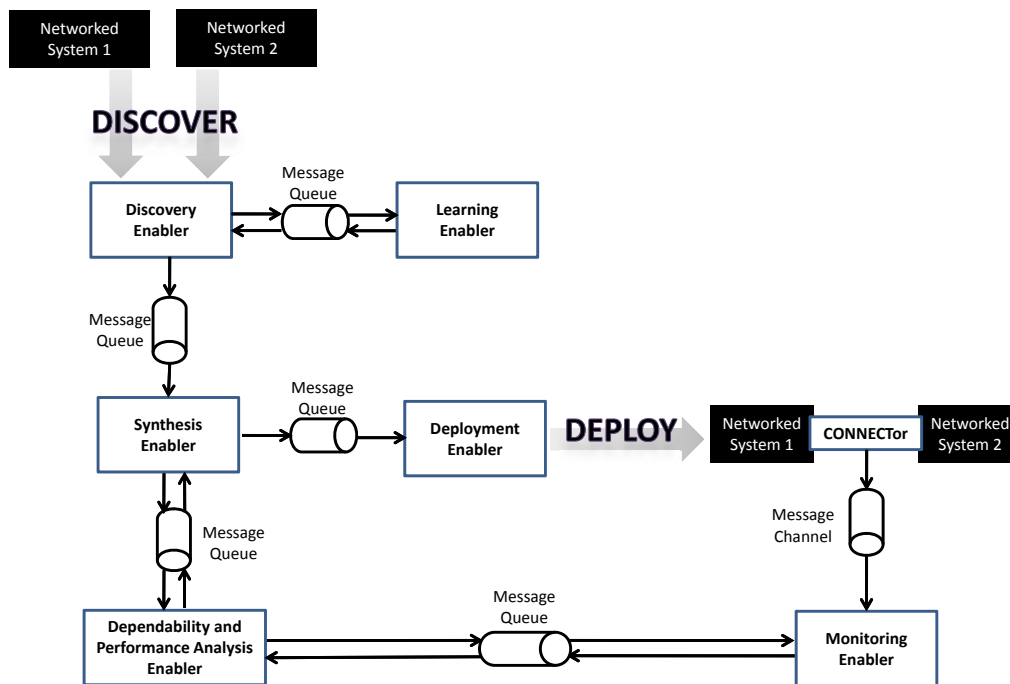 Networked
System 1
Networked
System 2
DISCOVER
Message
Queue
Discovery
Enabler
Learning
Enabler
Message
Queue
Message
Queue
Synthesis
Enabler
Deployment
Enabler
DEPLOY
Networked
System 1
CONNECTor
Networked
System 2
Message
Queue
Message
Channel
Message
Queue
Dependability and
Performance Analysis
Enabler
Monitoring
Enabler